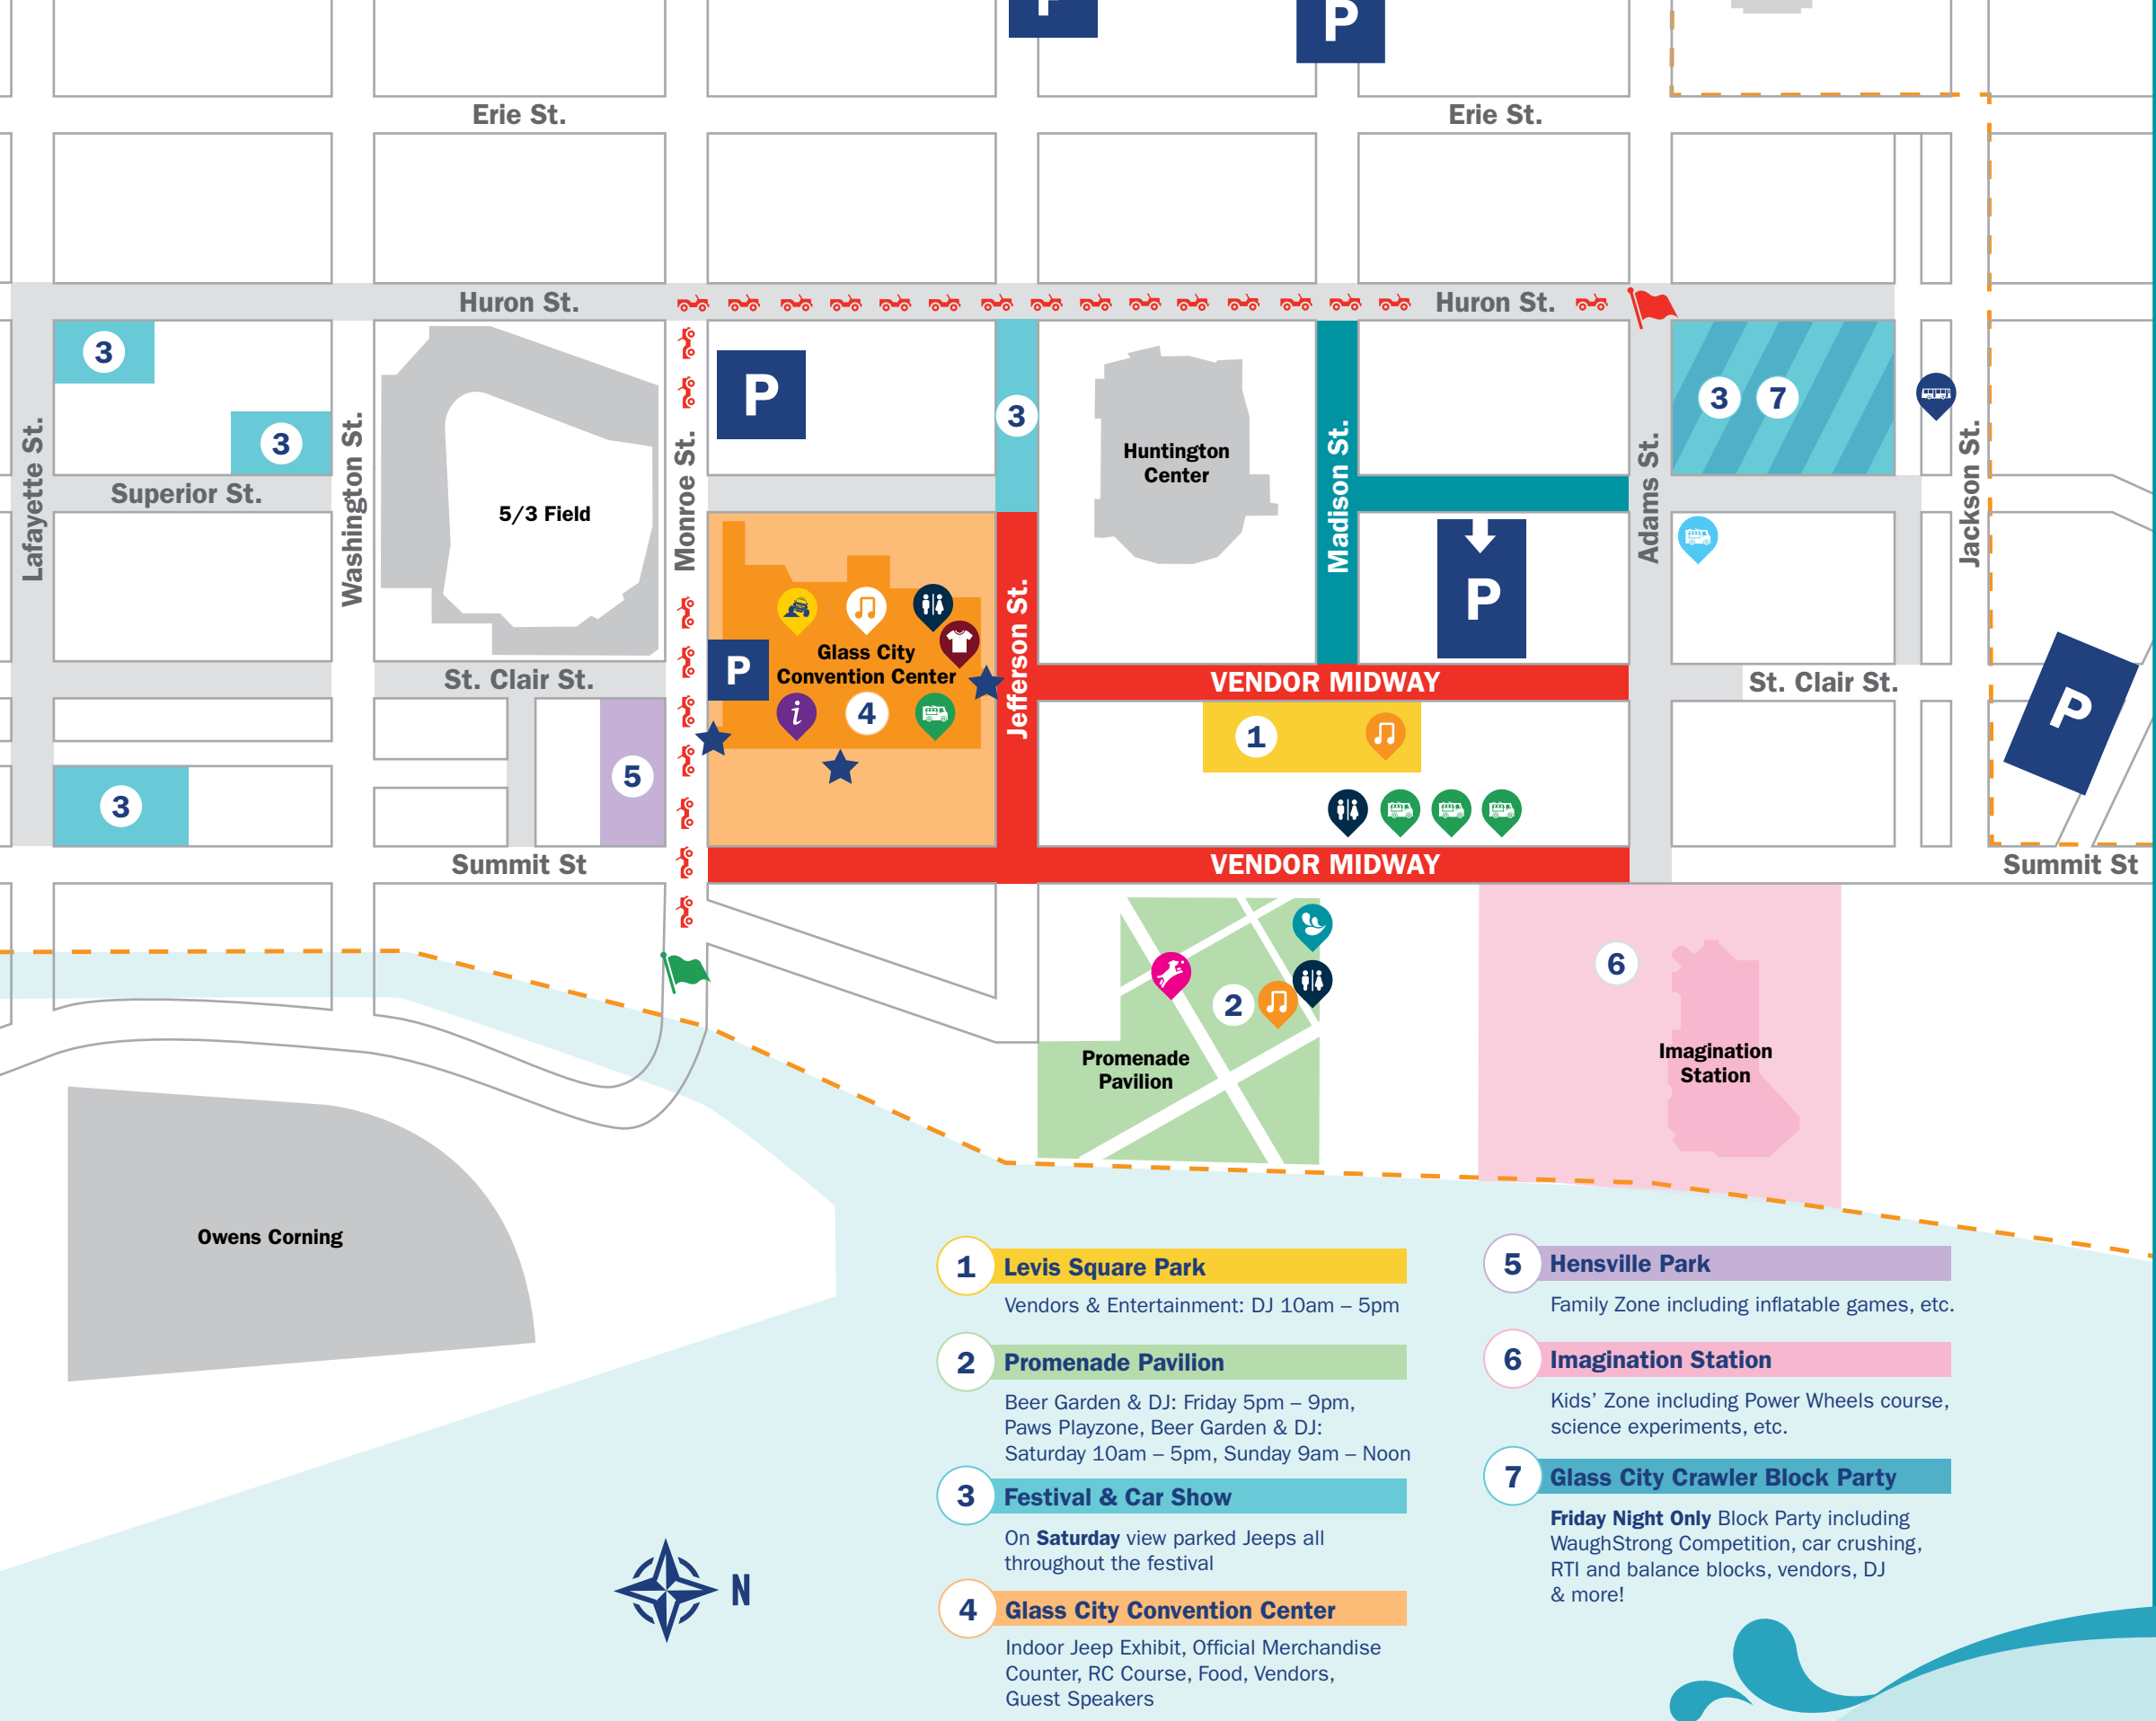 P
P
Erie St.
Erie St.
Huron St.
Huron St.
3
3
Lafayette St.
Superior St.
Washington St.
5/3 Field
Monroe St.
P
3
Huntington
Center
Madison St.
Adams St.
3
7
Jackson St.
P
P
Glass City
Convention Center
P
i
4
Jefferson St.
St. Clair St.
VENDOR MIDWAY
St. Clair St.
1
3
5
Summit St
VENDOR MIDWAY
Summit St
2
6
Promenade
Pavilion
Imagination
Station
Owens Corning
N
1 Levis Square Park
Vendors & Entertainment: DJ 10am – 5pm
2 Promenade Pavilion
Beer Garden & DJ: Friday 5pm – 9pm,
Paws Playzone, Beer Garden & DJ:
Saturday 10am – 5pm, Sunday 9am – Noon
3 Festival & Car Show
On Saturday view parked Jeeps all
throughout the festival
4 Glass City Convention Center
Indoor Jeep Exhibit, Official Merchandise
Counter, RC Course, Food, Vendors,
Guest Speakers
5 Hensville Park
Family Zone including inflatable games, etc.
6 Imagination Station
Kids’ Zone including Power Wheels course,
science experiments, etc.
7 Glass City Crawler Block Party
Friday Night Only Block Party including
WaughStrong Competition, car crushing,
RTI and balance blocks, vendors, DJ
& more!